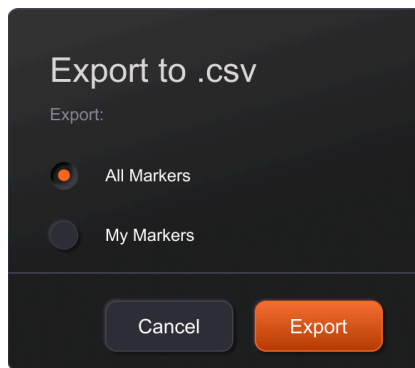 Export to .csv
Export:
All Markers
My Markers
Cancel
Export